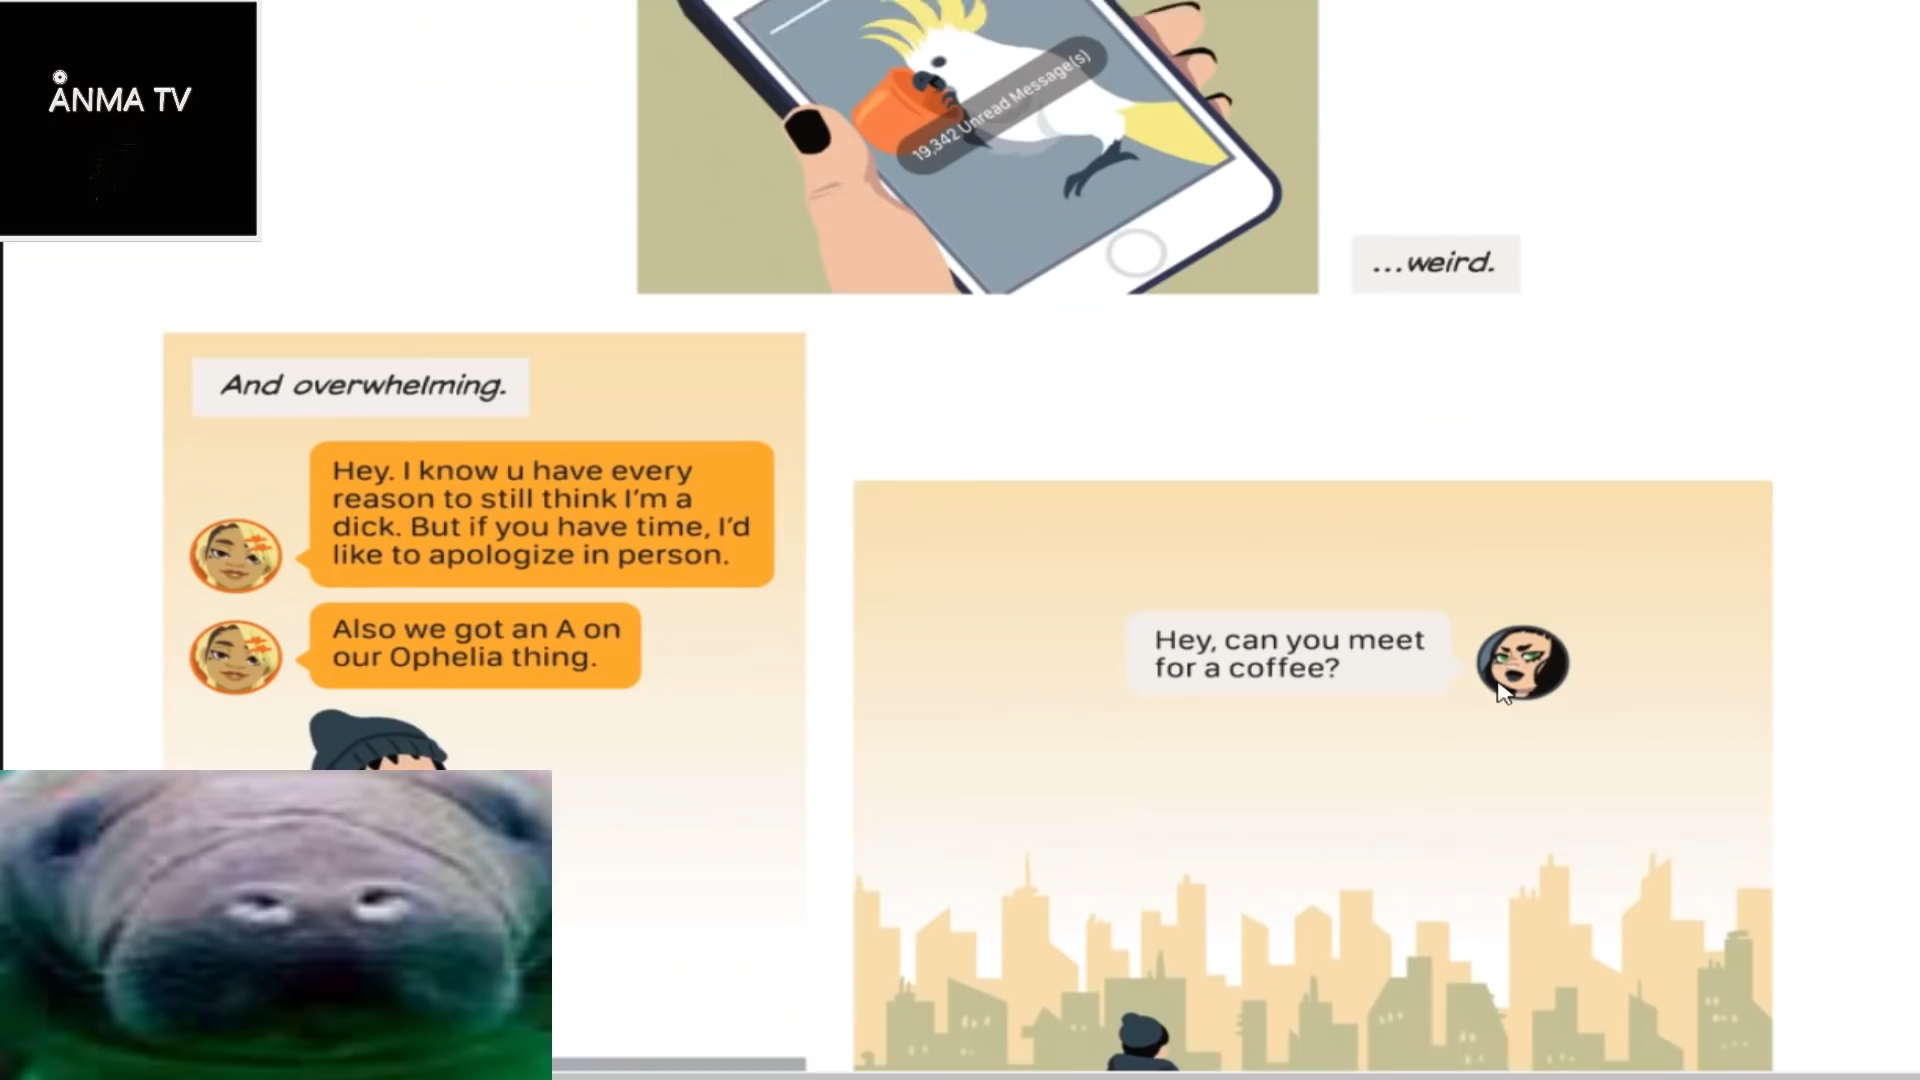 ÅNMA TV
19,342 Unread Message(s)
...weird.
And overwhelming.
Hey. I know u have every
reason to still think I'm a
dick. But if you have time, I'd
like to apologize in person.
Also we got an A on
our Ophelia thing.
Hey, can you meet
for a coffee?